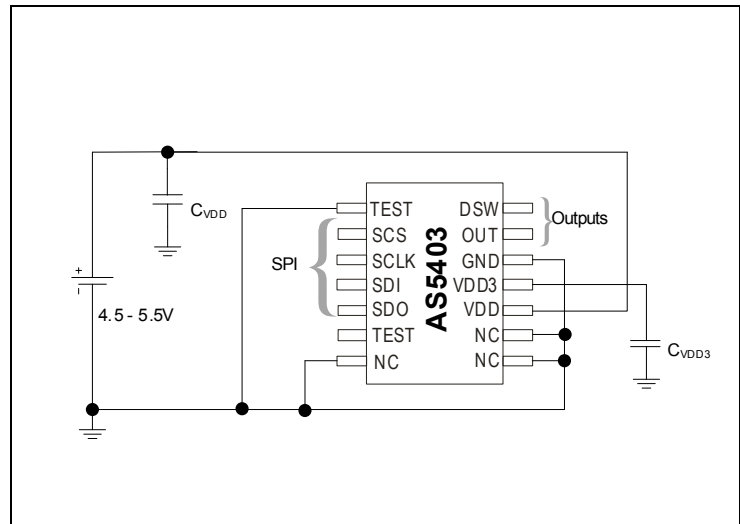 CVDD
+
-
4.5 - 5.5V
SPI
TEST
SCS
SCLK
SDI
SDO
TEST
NC
AS5403
DSW
OUT
GND
VDD3
VDD
NC
NC
Outputs
CVDD3